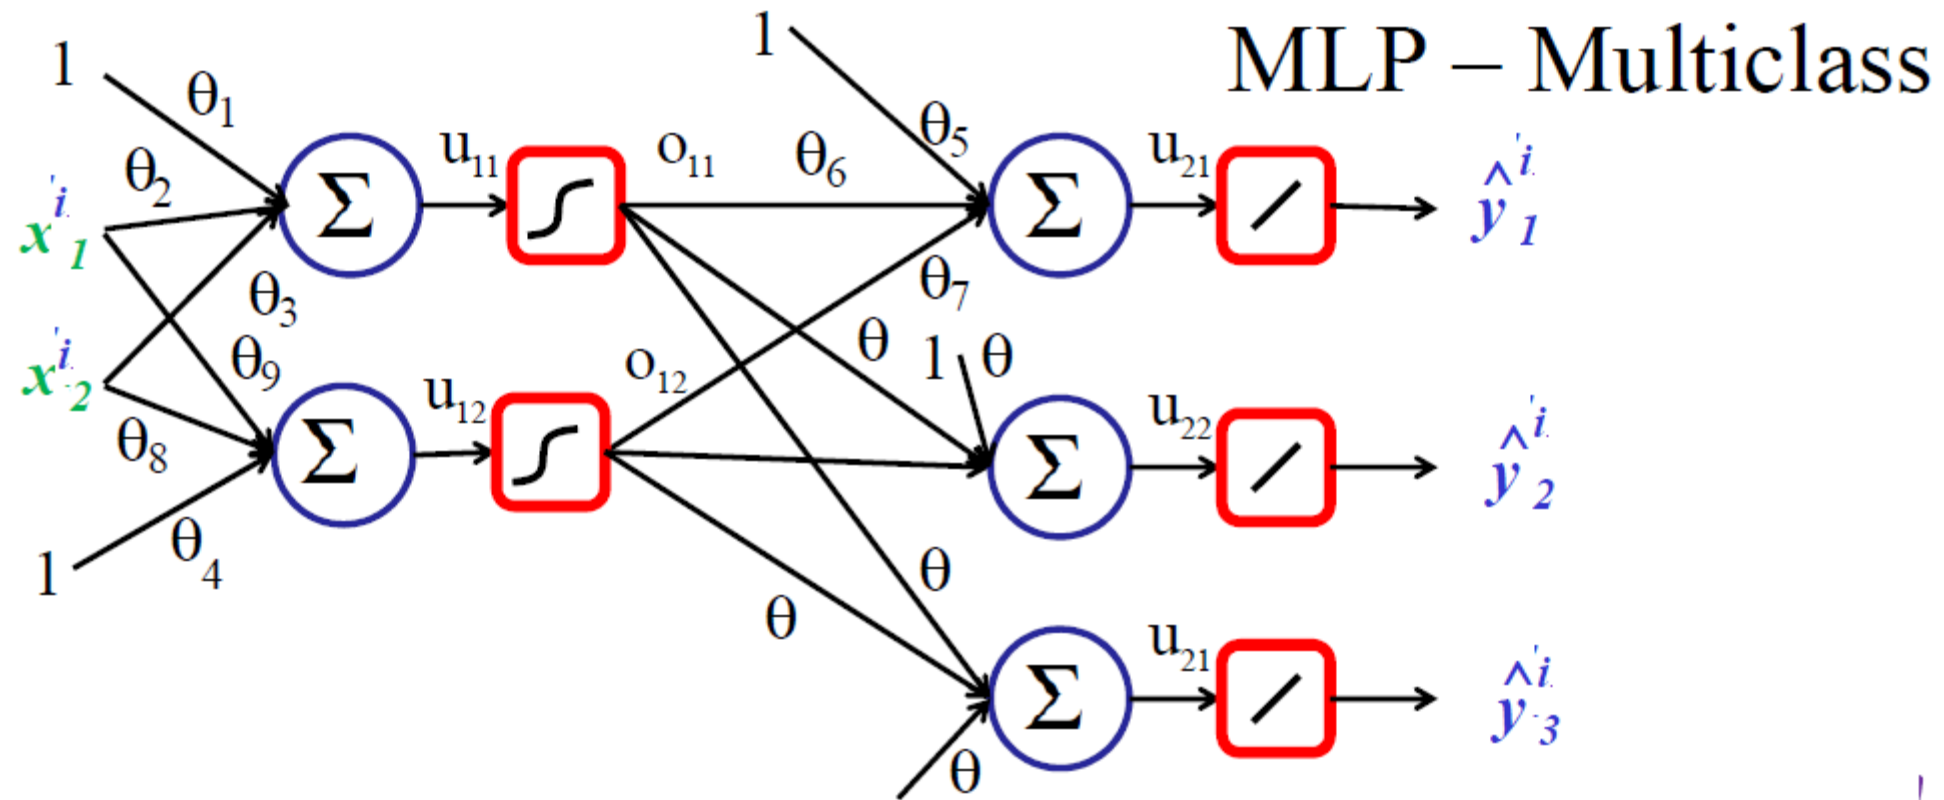 MLP – Multiclass
1
θ1
θ2
x'i1
θ3
x'i2
θ9
θ8
θ4
1
Σ
u11
o11
θ6
Σ
u12
o12
1
θ5
θ7
θ
1
θ
θ
θ
θ
Σ
u21
ŷ'i1
Σ
u22
ŷ'i2
Σ
u21
ŷ'i3